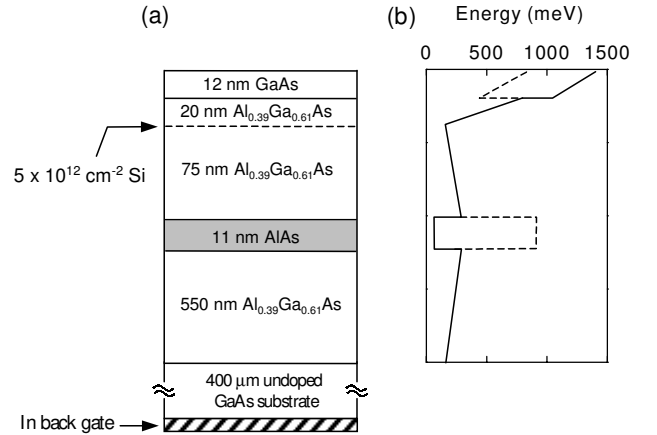 (a)
(b)
Energy (meV)
0 500 1000 1500
12 nm GaAs
20 nm Al₀.₃₉Ga₀.₆₁As
5 x 10¹² cm⁻² Si
75 nm Al₀.₃₉Ga₀.₆₁As
11 nm AlAs
550 nm Al₀.₃₉Ga₀.₆₁As
400 μm undoped
GaAs substrate
In back gate